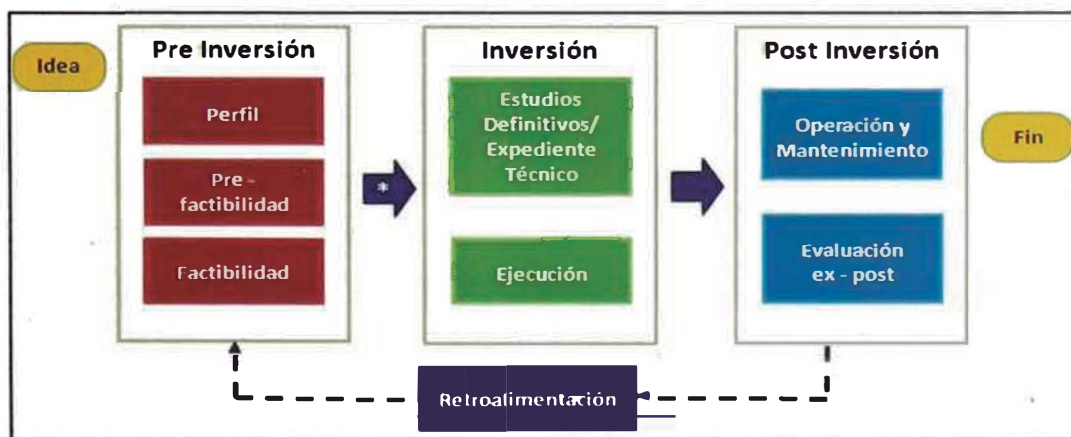 Idea
Pre Inversión
Perfil
Pre -
factibilidad
Factibilidad
*
Inversión
Estudios
Definitivos/
Expediente
Técnico
Ejecución
Post Inversión
Operación y
Mantenimiento
Evaluación
ex - post
Fin
Retroalimentación